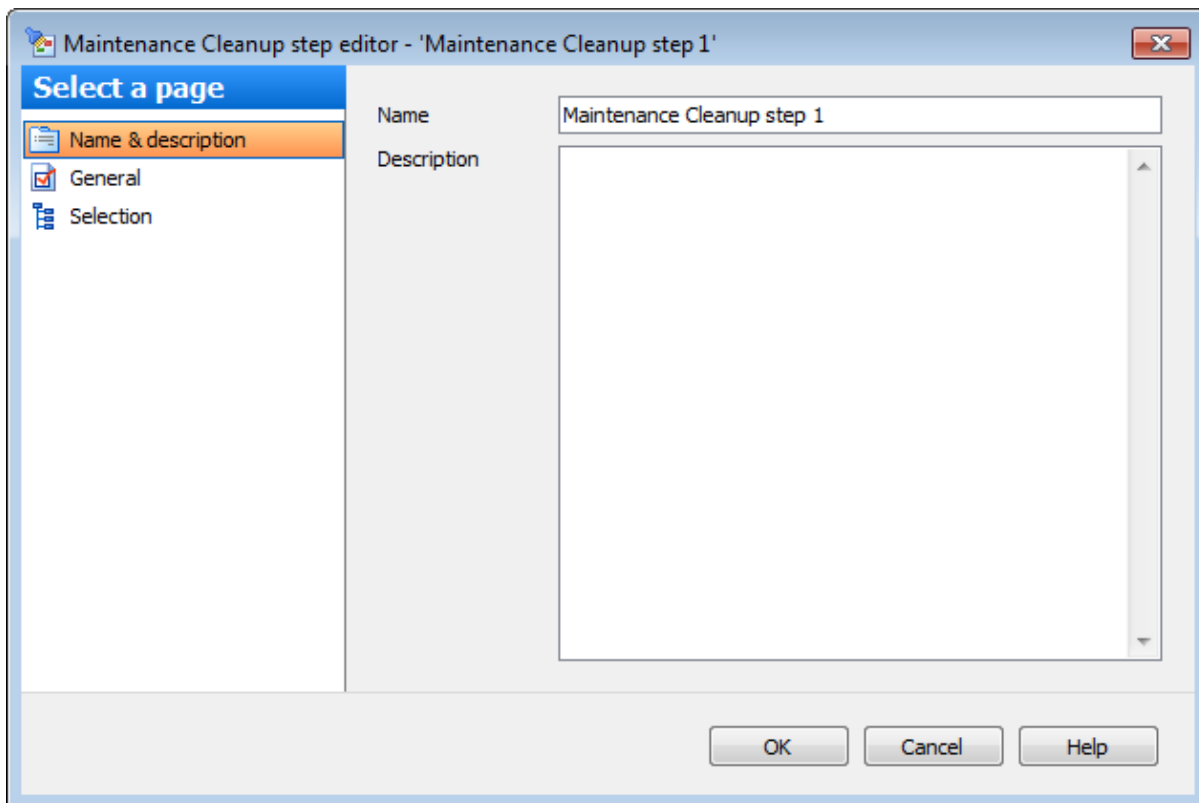 Maintenance Cleanup step editor - 'Maintenance Cleanup step 1'
Select a page
Name & description
General
Selection
Name
Maintenance Cleanup step 1
Description
OK
Cancel
Help